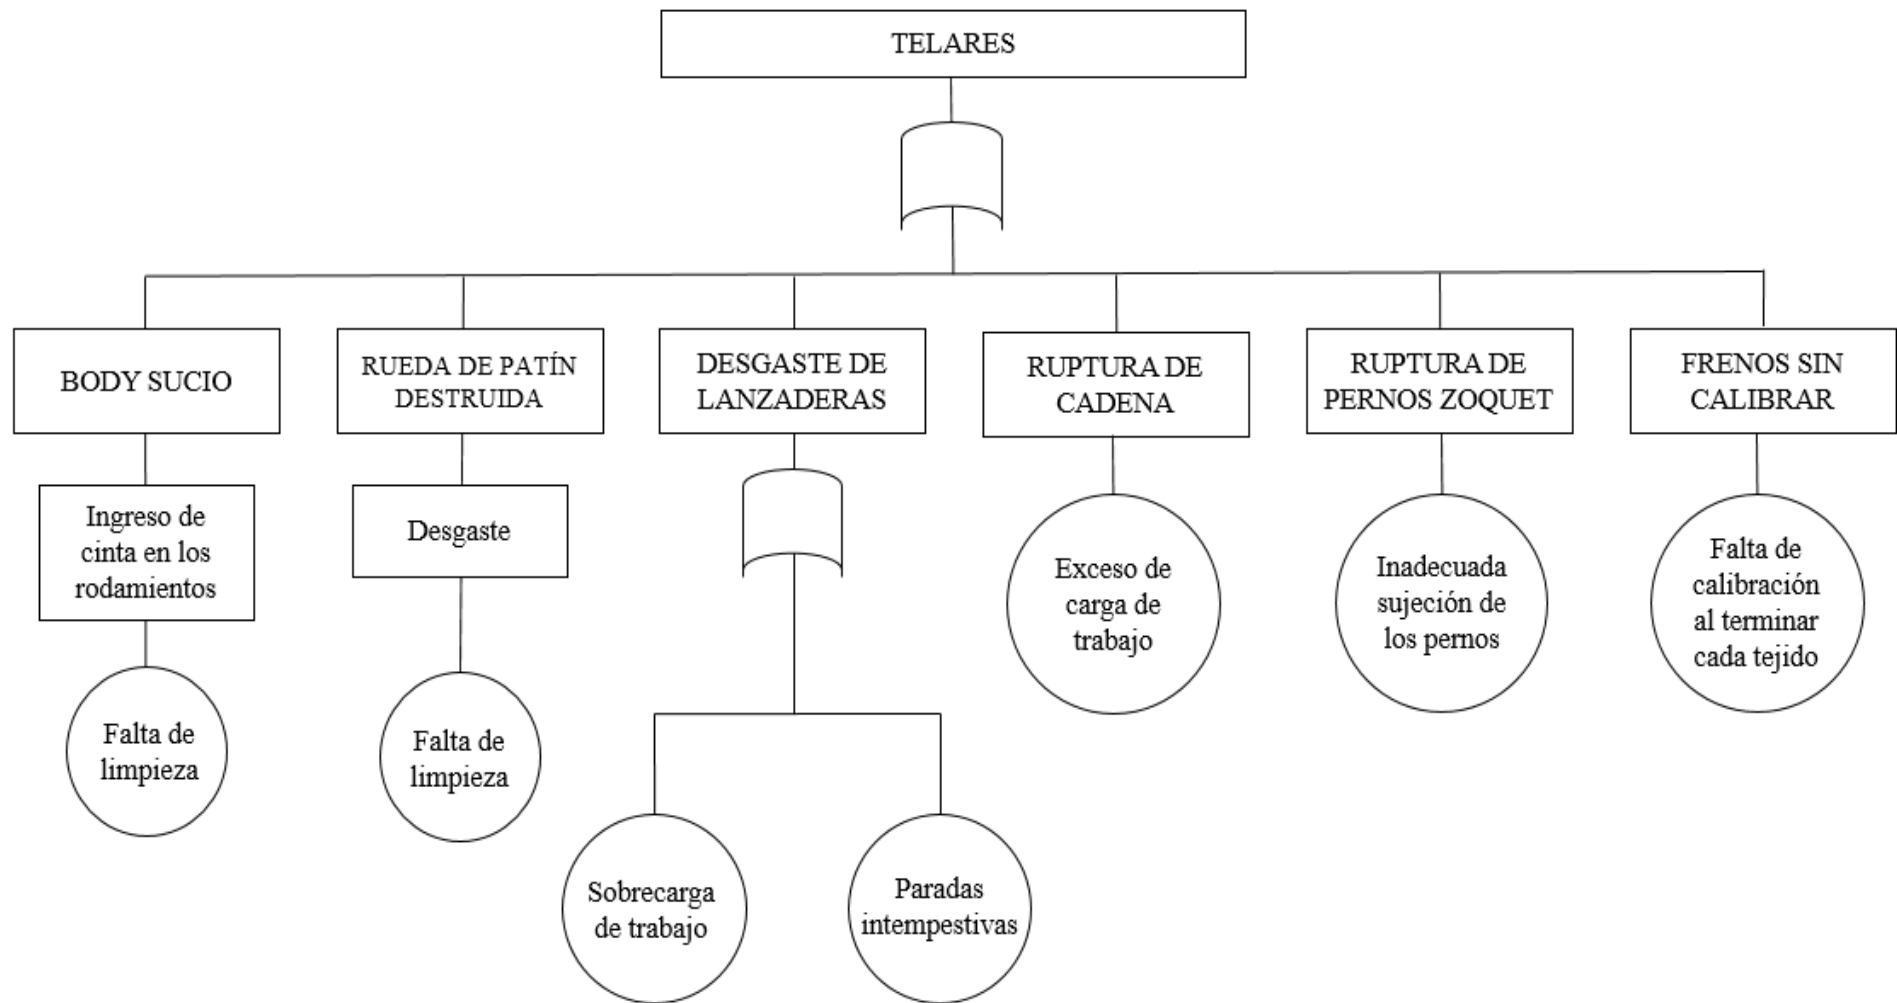 TELARES
BODY SUCIO
RUEDA DE PATÍN
DESTRUIDA
DESGASTE DE
LANZADERAS
RUPTURA DE
CADENA
RUPTURA DE
PERNOS ZOQUET
FRENOS SIN
CALIBRAR
Ingreso de
cinta en los
rodamientos
Desgaste
Exceso de
carga de
trabajo
Inadecuada
sujeción de
los pernos
Falta de
calibración
al terminar
cada tejido
Falta de
limpieza
Falta de
limpieza
Sobrecarga
de trabajo
Paradas
intempestivas